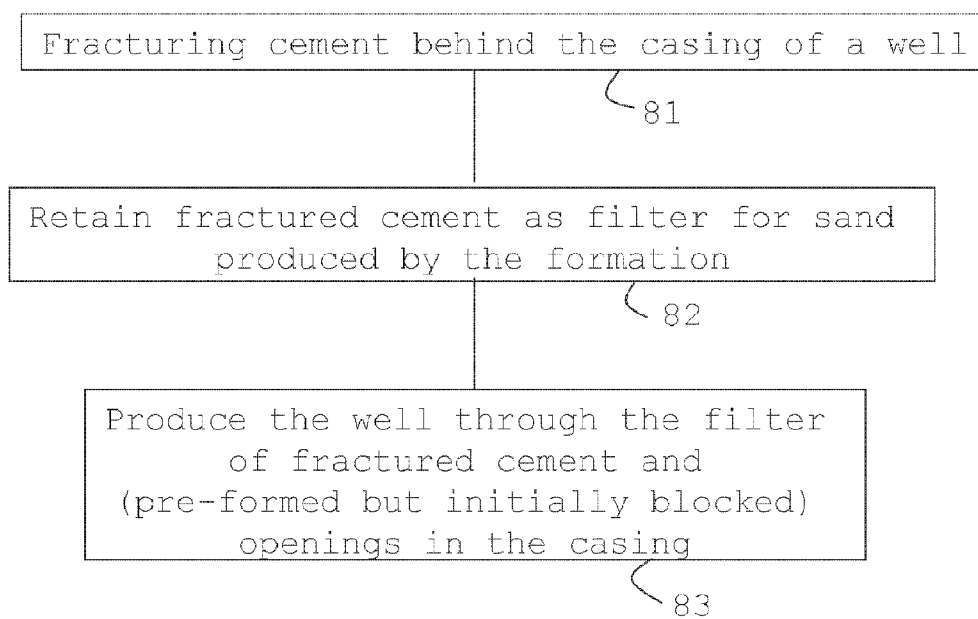 Fracturing cement behind the casing of a well
81
Retain fractured cement as filter for sand
produced by the formation
82
Produce the well through the filter
of fractured cement and
(pre-formed but initially blocked)
openings in the casing
83